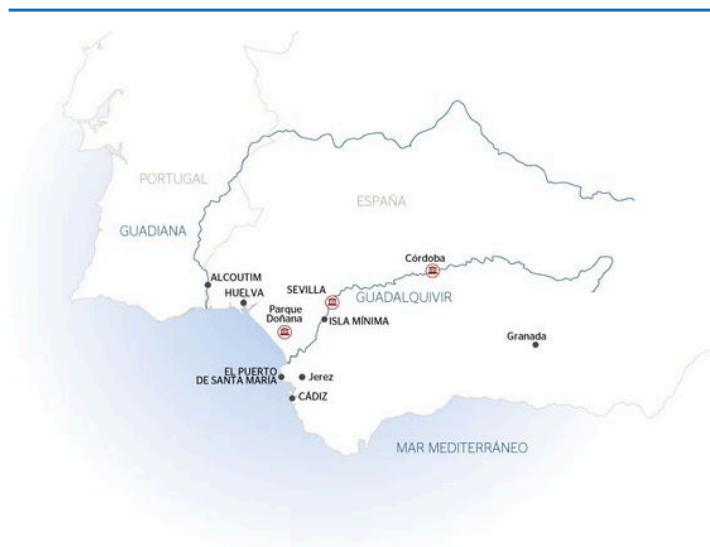 PORTUGAL
ESPAÑA
GUADIANA
Córdoba
ALCOUTIM
HUELVA
SEVILLA
GUADALQUIVIR
Parque
Doñana
ISLA MÍNIMA
Granada
EL PUERTO
DE SANTA MARÍA
Jerez
CÁDIZ
MAR MEDITERRÁNEO